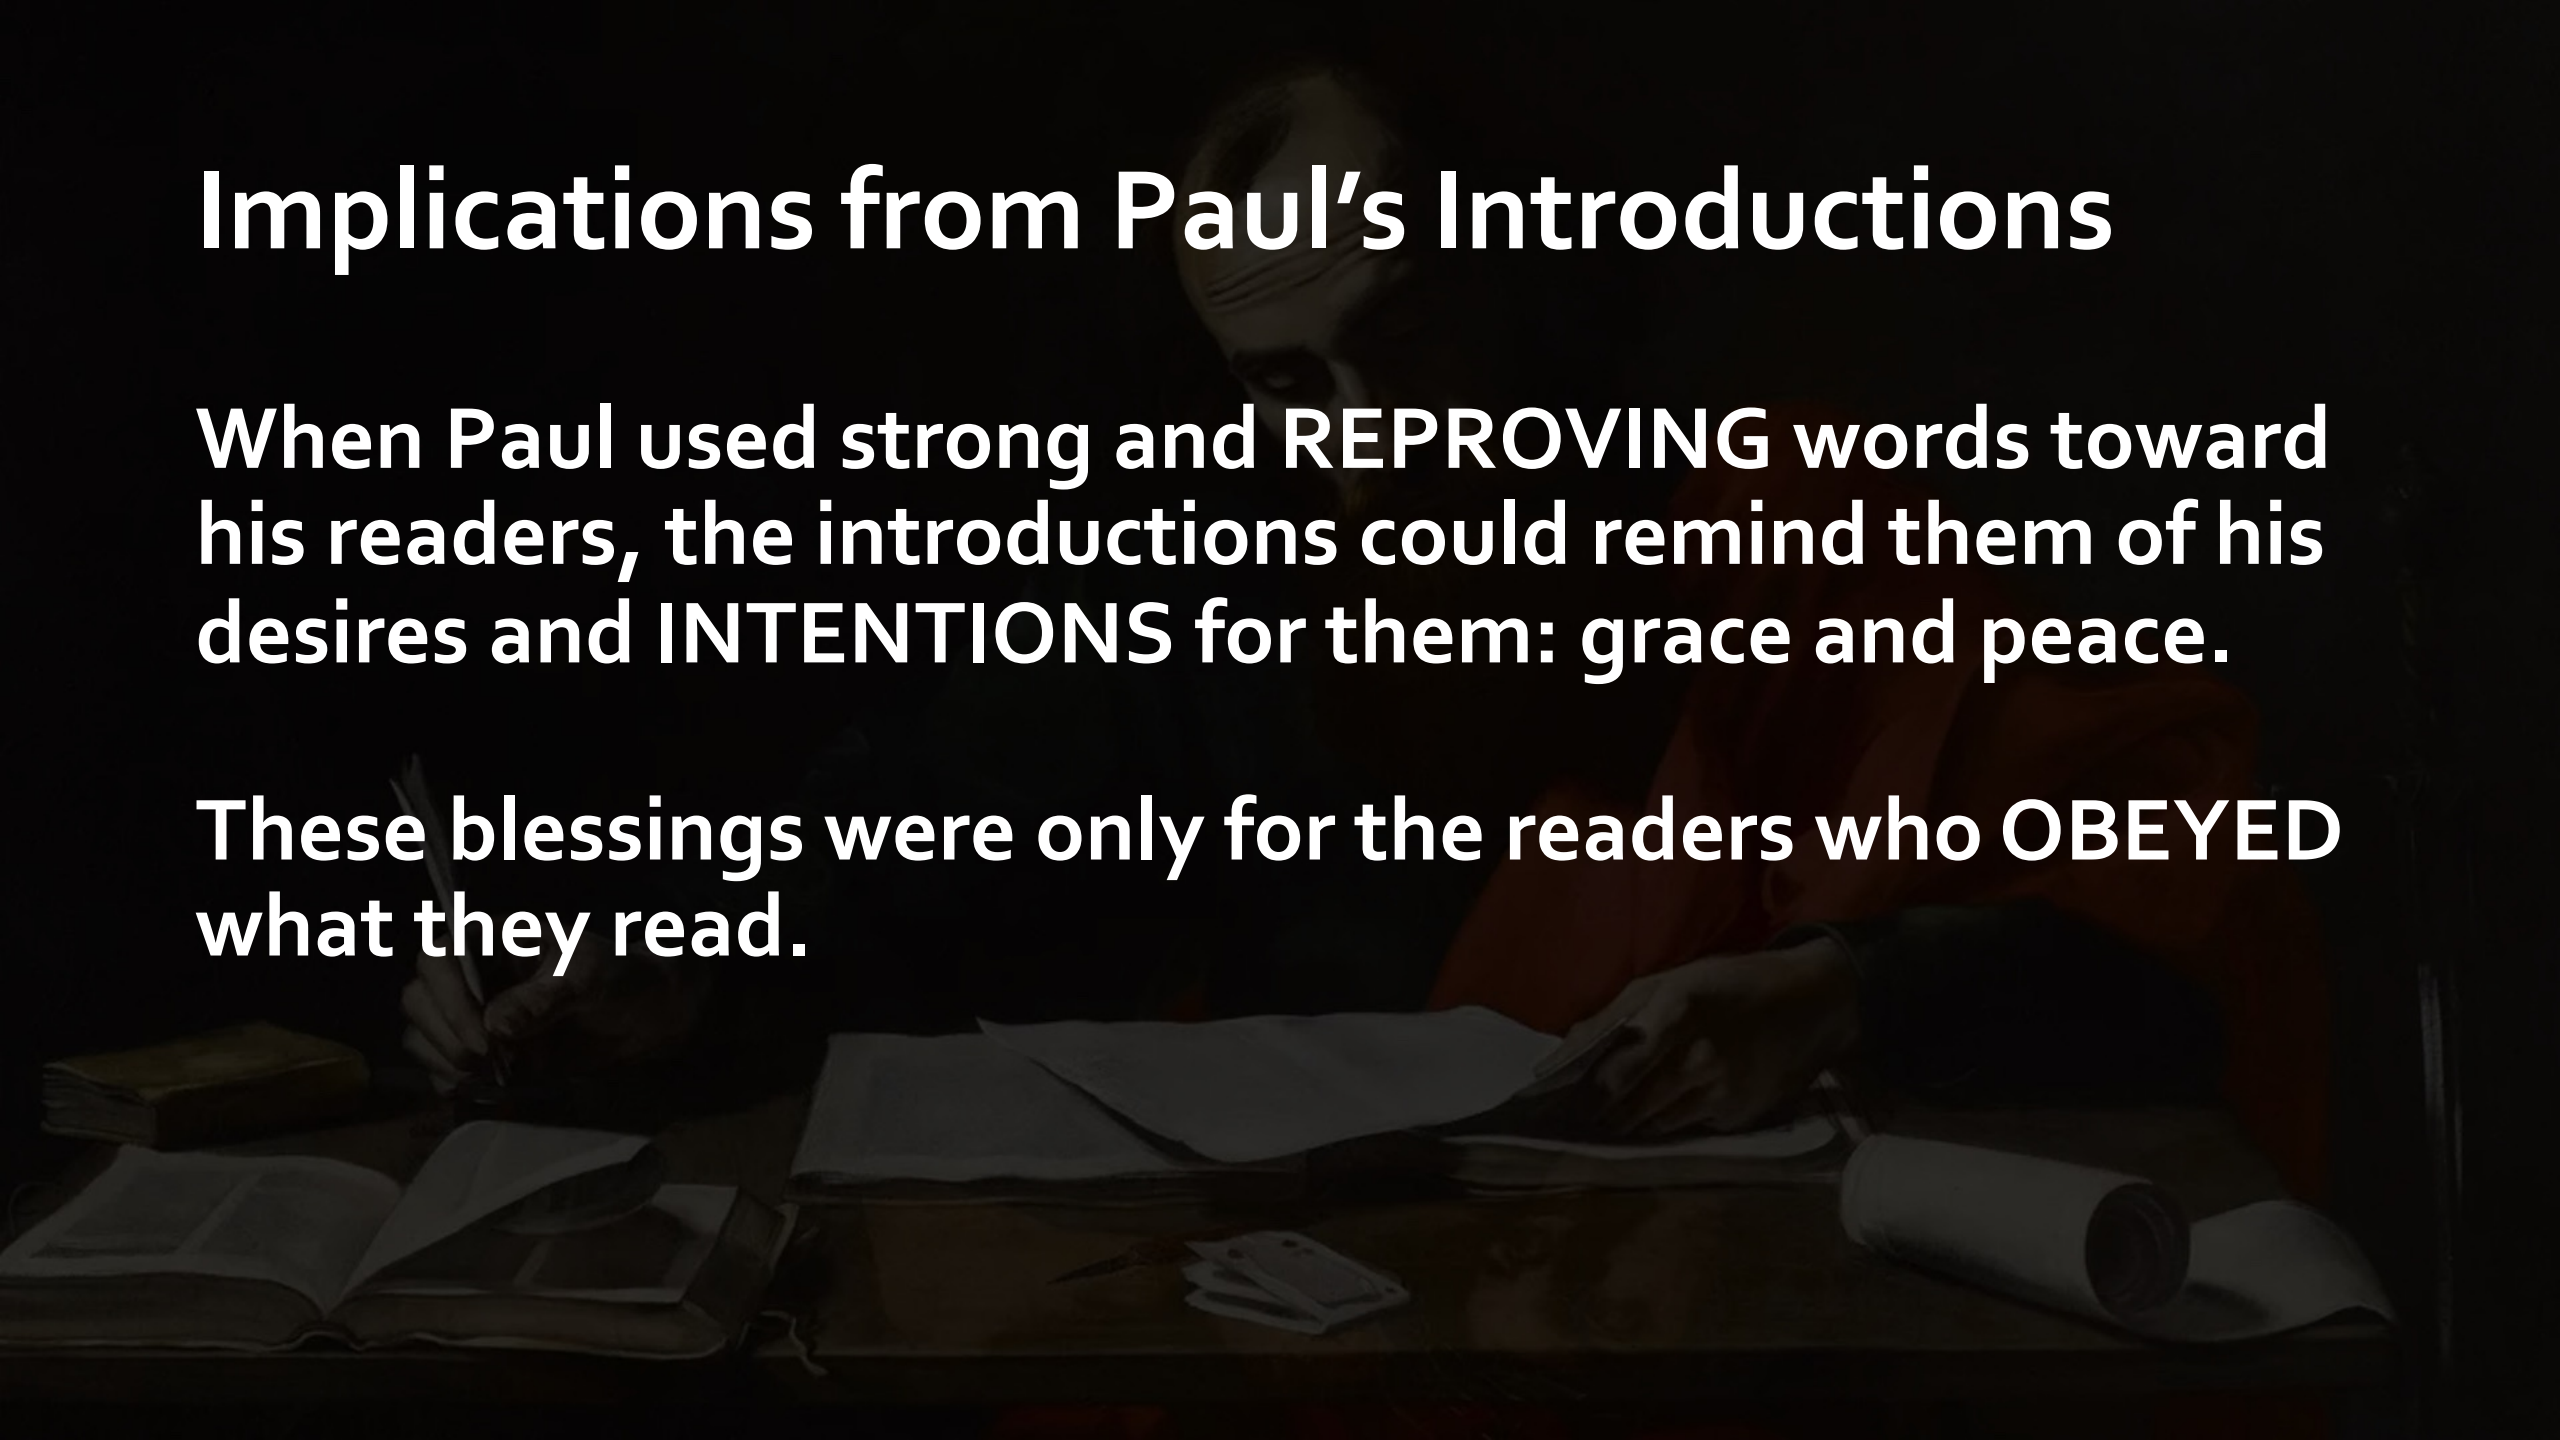 Implications from Paul’s Introductions
When Paul used strong and REPROVING words toward
his readers, the introductions could remind them of his
desires and INTENTIONS for them: grace and peace.
These blessings were only for the readers who OBEYED
what they read.